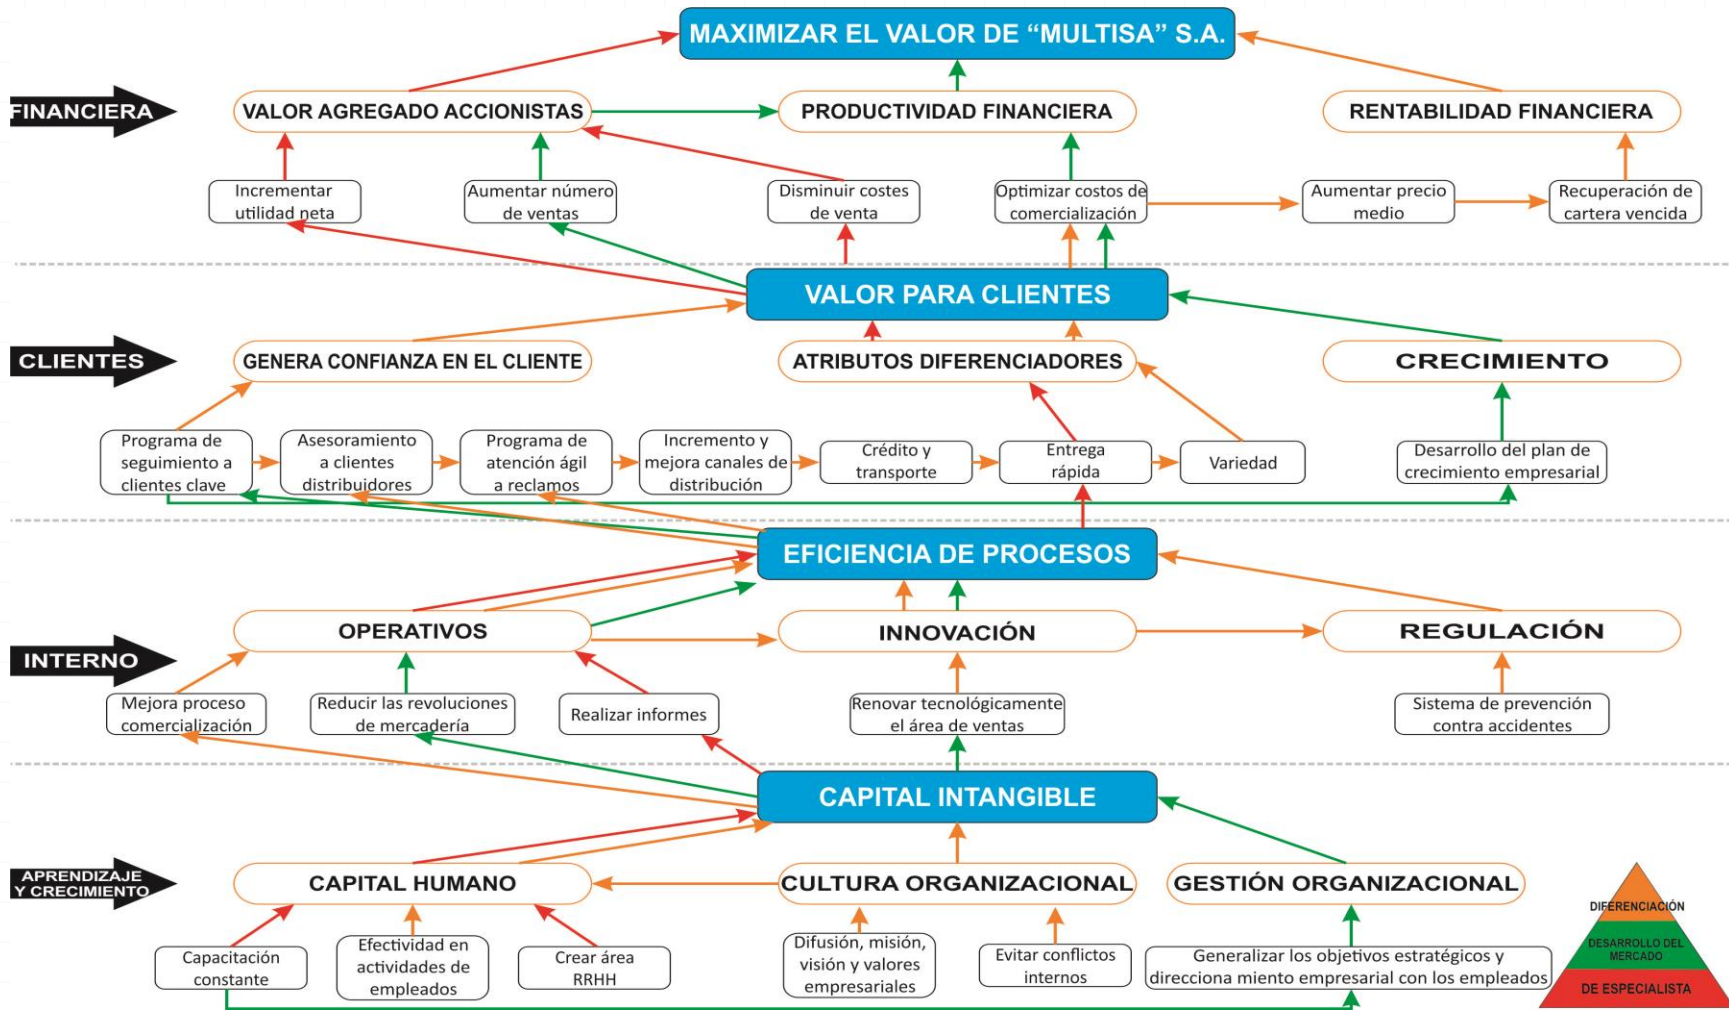 MAXIMIZAR EL VALOR DE “MULTISA” S.A.
FINANCIERA
VALOR AGREGADO ACCIONISTAS
PRODUCTIVIDAD FINANCIERA
RENTABILIDAD FINANCIERA
Incrementar
utilidad neta
Aumentar número
de ventas
Disminuir costes
de venta
Optimizar costos de
comercialización
Aumentar precio
medio
Recuperación de
cartera vencida
VALOR PARA CLIENTES
CLIENTES
GENERA CONFIANZA EN EL CLIENTE
ATRIBUTOS DIFERENCIADORES
CRECIMIENTO
Programa de
seguimiento a
clientes clave
Asesoramiento
a clientes
distribuidores
Programa de
atención ágil
a reclamos
Incremento y
mejora canales de
distribución
Crédito y
transporte
Entrega
rápida
Variedad
Desarrollo del plan de
crecimiento empresarial
EFICIENCIA DE PROCESOS
INTERNO
OPERATIVOS
INNOVACIÓN
REGULACIÓN
Mejora proceso
comercialización
Reducir las revoluciones
de mercadería
Realizar informes
Renovar tecnológicamente
el área de ventas
Sistema de prevención
contra accidentes
CAPITAL INTANGIBLE
APRENDIZAJE
Y CRECIMIENTO
CAPITAL HUMANO
CULTURA ORGANIZACIONAL
GESTIÓN ORGANIZACIONAL
Capacitación
constante
Efectividad en
actividades de
empleados
Crear área
RRHH
Difusión, misión,
visión y valores
empresariales
Evitar conflictos
internos
Generalizar los objetivos estratégicos y
direcciona miento empresarial con los empleados
DIFERENCIACIÓN
DESARROLLO DEL
MERCADO
DE ESPECIALISTA